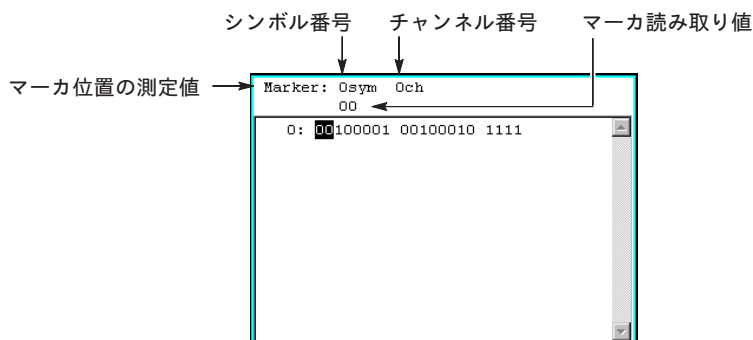 シンボル番号 チャンネル番号 マーカ読み取り値
マーカ位置の測定値
Marker: 0sym 0ch
00
0: 00100001 00100010 1111